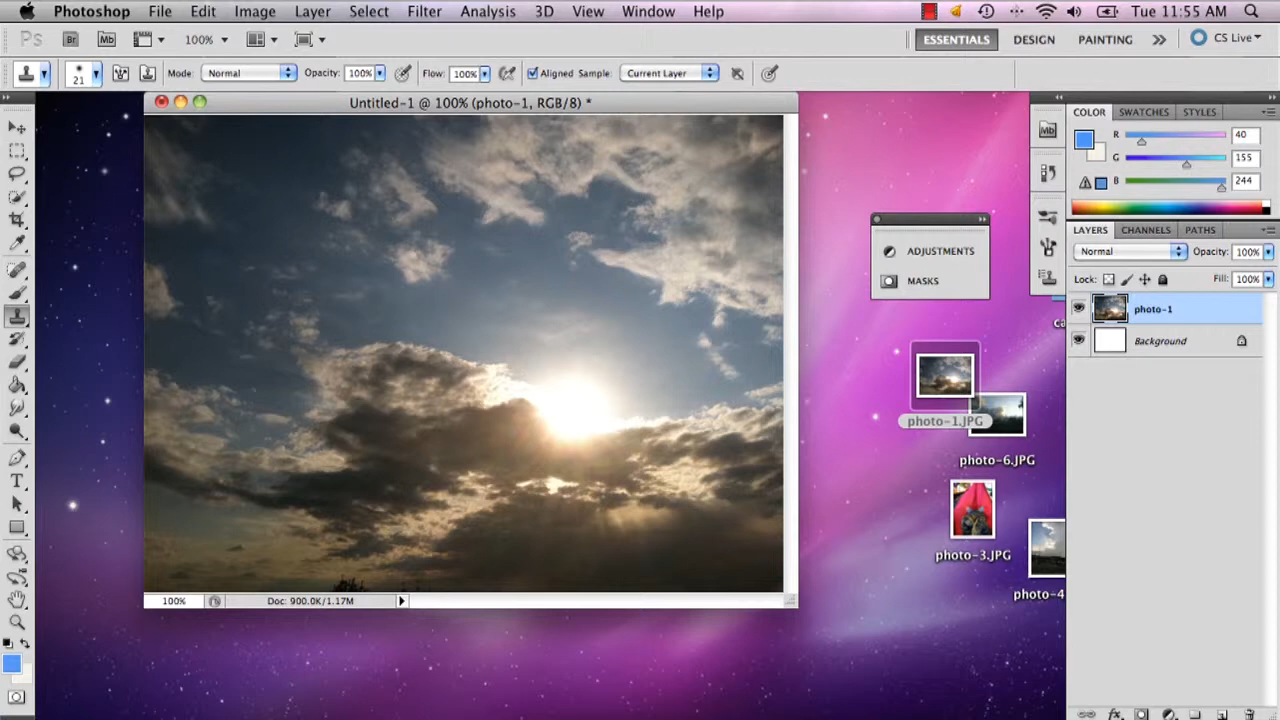 Photoshop File Edit Image Layer Select Filter Analysis 3D View Window Help Tue 11:55 AM
Ps Br Mb 100% ESSENTIALS DESIGN PAINTING CS Live
21 Mode: Normal Opacity: 100% Flow: 100% Aligned Sample: Current Layer
Untitled-1 @ 100% (photo-1, RGB/8) *
COLOR SWATCHES STYLES
Mb
R 40
G 155
B 244
LAYERS CHANNELS PATHS
Normal Opacity: 100%
Lock: Fill: 100%
ADJUSTMENTS
MASKS
photo-1
Background
Ca
photo-1.JPG
photo-6.JPG
photo-3.JPG
photo-4
T
100% Doc: 900.0K/1.17M
fx